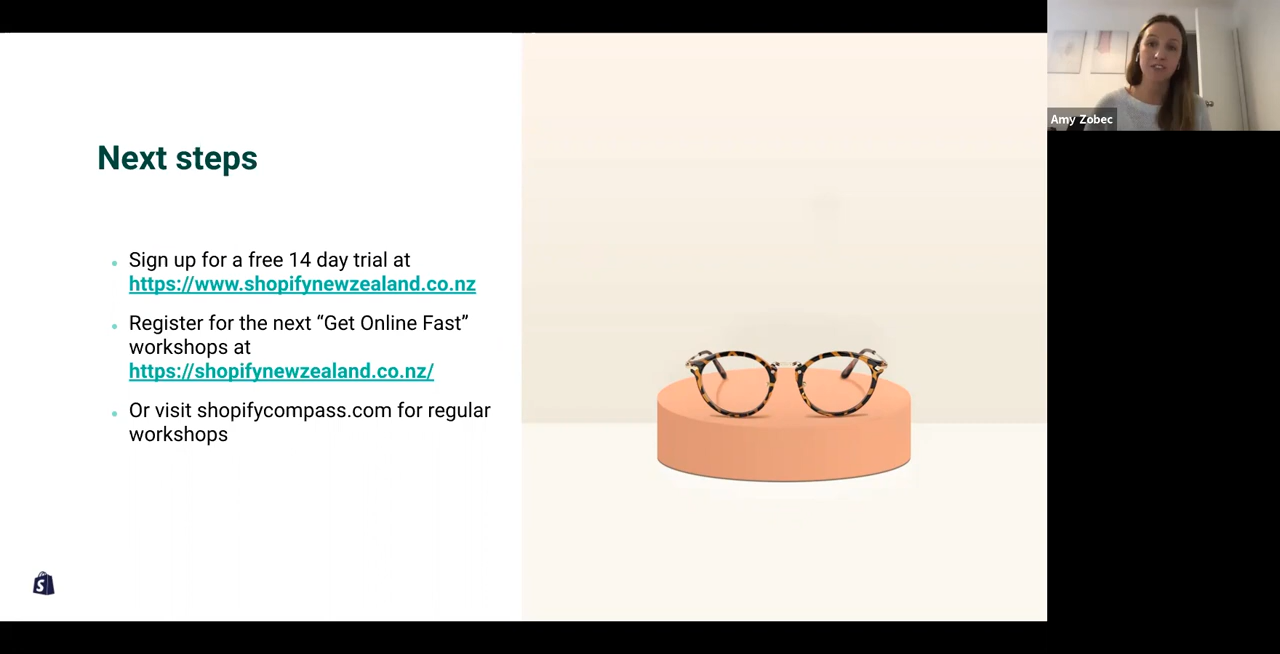 Next steps
Sign up for a free 14 day trial at
https://www.shopifynewzealand.co.nz
Register for the next “Get Online Fast”
workshops at
https://shopifynewzealand.co.nz/
Or visit shopifycompass.com for regular
workshops
Amy Zobec